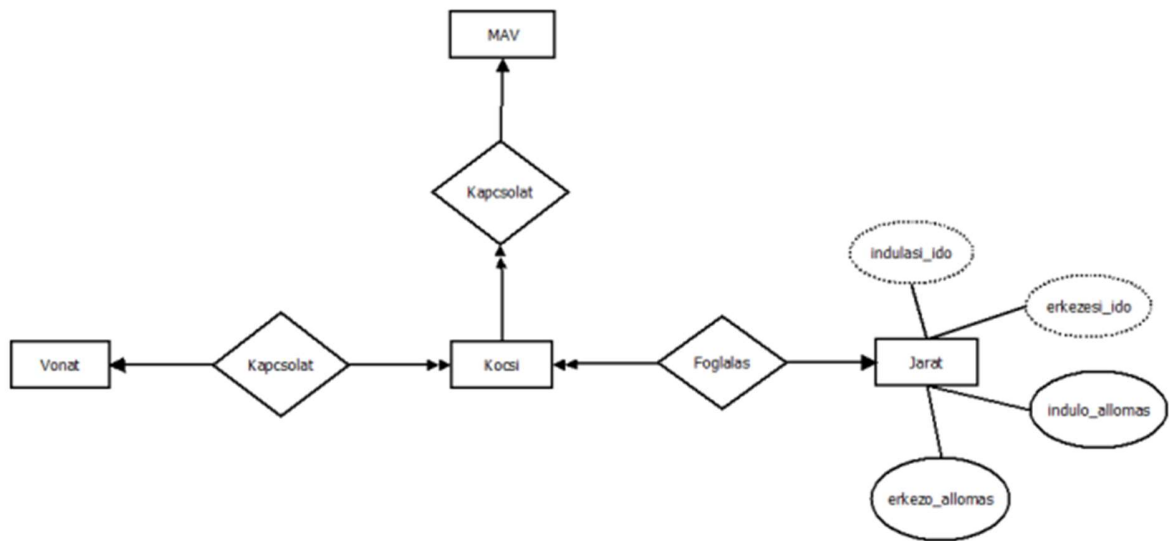 MAV
Kapcsolat
indulasi_ido
erkezesi_ido
Vonat
Kapcsolat
Kocsi
Foglalas
Jarat
indulo_allomas
erkezo_allomas